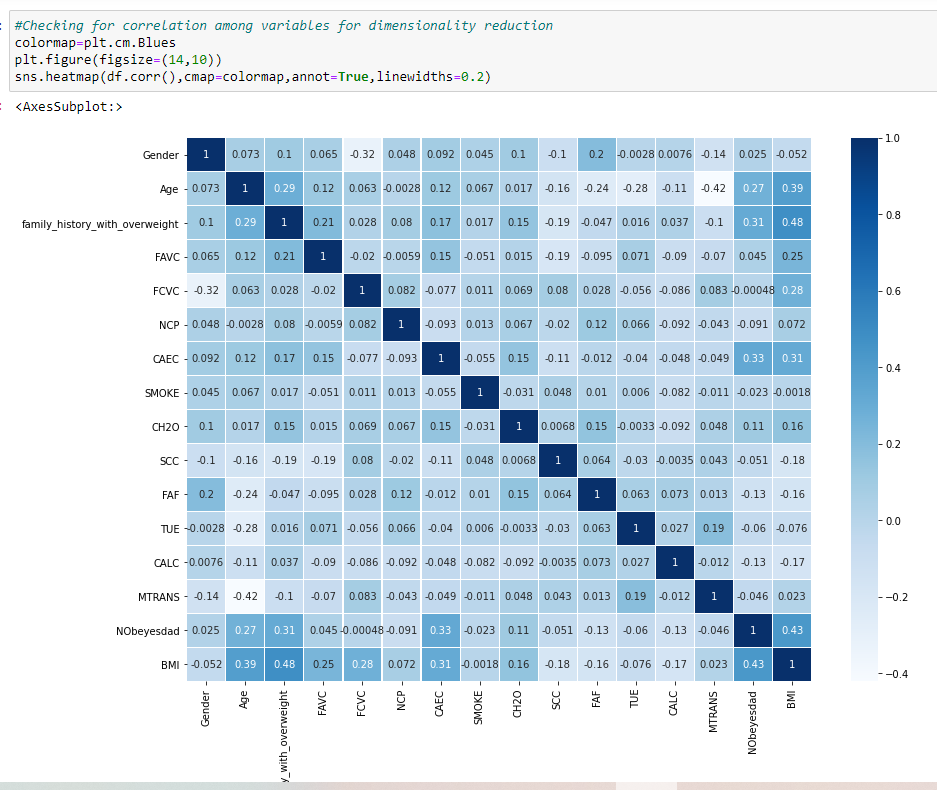 #Checking for correlation among variables for dimensionality reduction
colormap=plt.cm.Blues
plt.figure(figsize=(14,10))
sns.heatmap(df.corr(),cmap=colormap,annot=True,linewidths=0.2)
<AxesSubplot:>
Gender 1 0.073 0.1 0.065 -0.32 0.048 0.092 0.045 0.1 -0.1 0.2 -0.0028 0.0076 -0.14 0.025 -0.052
Age 0.073 1 0.29 0.12 0.063 -0.0028 0.12 0.067 0.017 -0.16 -0.24 -0.28 -0.11 -0.42 0.27 0.39
family_history_with_overweight 0.1 0.29 1 0.21 0.028 0.08 0.17 0.017 0.15 -0.19 -0.047 0.016 0.037 -0.1 0.31 0.48
FAVC 0.065 0.12 0.21 1 -0.02 -0.0059 0.15 -0.051 0.015 -0.19 -0.095 0.071 -0.09 -0.07 0.045 0.25
FCVC -0.32 0.063 0.028 -0.02 1 0.082 -0.077 0.011 0.069 0.08 0.028 -0.056 -0.086 0.083 -0.00048 0.28
NCP 0.048 -0.0028 0.08 -0.0059 0.082 1 -0.093 0.013 0.067 -0.02 0.12 0.066 -0.092 -0.043 -0.091 0.072
CAEC 0.092 0.12 0.17 0.15 -0.077 -0.093 1 -0.055 0.15 -0.11 -0.012 -0.04 -0.048 -0.049 0.33 0.31
SMOKE 0.045 0.067 0.017 -0.051 0.011 0.013 -0.055 1 -0.031 0.048 0.01 0.006 -0.082 -0.011 -0.023 -0.0018
CH2O 0.1 0.017 0.15 0.015 0.069 0.067 0.15 -0.031 1 0.0068 0.15 -0.0033 -0.092 0.048 0.11 0.16
SCC -0.1 -0.16 -0.19 -0.19 0.08 -0.02 -0.11 0.048 0.0068 1 0.064 -0.03 -0.0035 0.043 -0.051 -0.18
FAF 0.2 -0.24 -0.047 -0.095 0.028 0.12 -0.012 0.01 0.15 0.064 1 0.063 0.073 0.013 -0.13 -0.16
TUE -0.0028 -0.28 0.016 0.071 -0.056 0.066 -0.04 0.006 -0.0033 -0.03 0.063 1 0.027 0.19 -0.06 -0.076
CALC 0.0076 -0.11 0.037 -0.09 -0.086 -0.092 -0.048 -0.082 -0.092 -0.0035 0.073 0.027 1 -0.012 -0.13 -0.17
MTRANS -0.14 -0.42 -0.1 -0.07 0.083 -0.043 -0.049 -0.011 0.048 0.043 0.013 0.19 -0.012 1 -0.046 0.023
NObeyesdad 0.025 0.27 0.31 0.045 -0.00048 -0.091 0.33 -0.023 0.11 -0.051 -0.13 -0.06 -0.13 -0.046 1 0.43
BMI -0.052 0.39 0.48 0.25 0.28 0.072 0.31 -0.0018 0.16 -0.18 -0.16 -0.076 -0.17 0.023 0.43 1
Gender Age y_with_overweight FAVC FCVC NCP CAEC SMOKE CH2O SCC FAF TUE CALC MTRANS NObeyesdad BMI
1.0
0.8
0.6
0.4
0.2
0.0
−0.2
−0.4